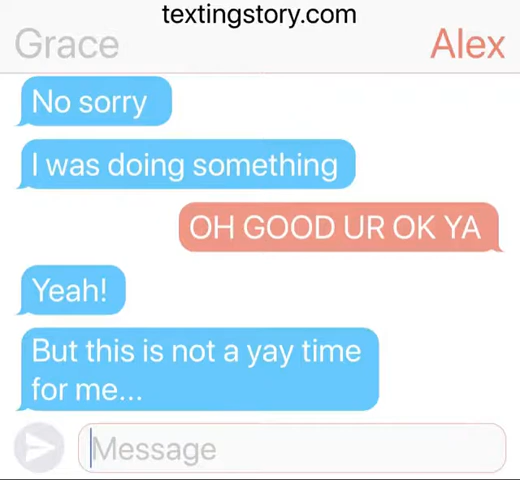 textingstory.com
Grace
Alex
No sorry
I was doing something
OH GOOD UR OK YA
Yeah!
But this is not a yay time
for me...
Message